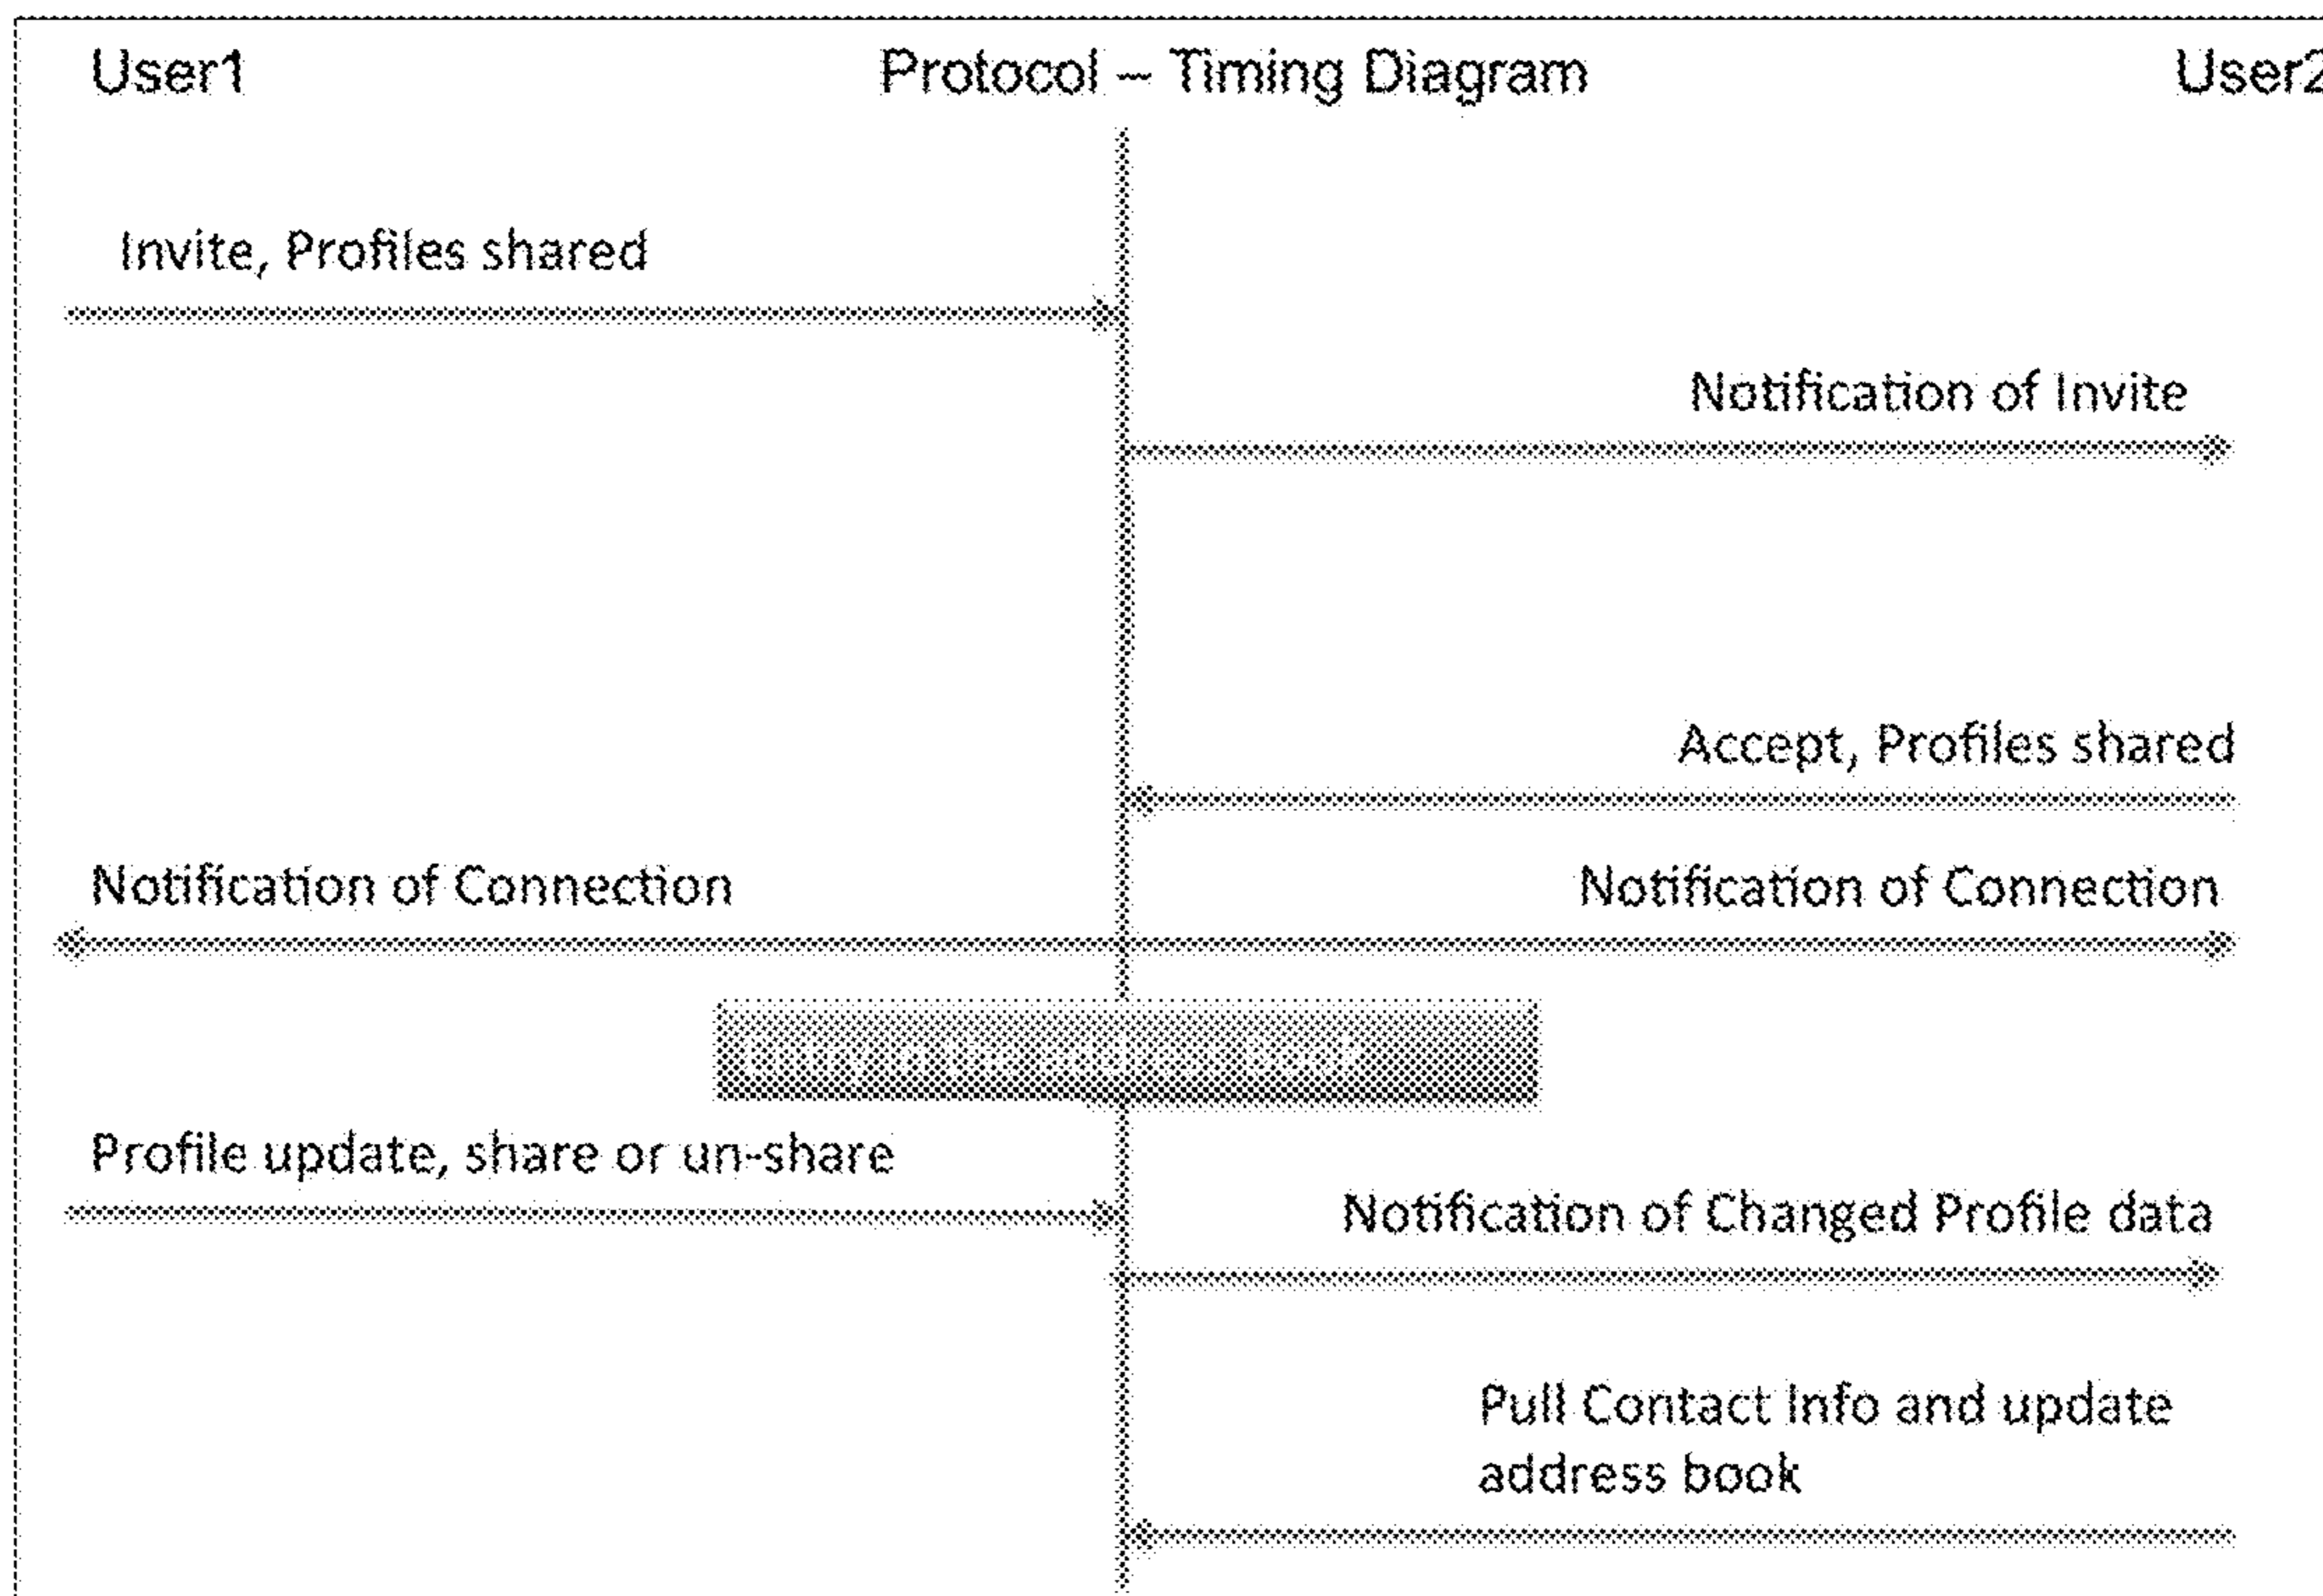 User1
Protocol – Timing Diagram
User2
Invite, Profiles shared
Notification of Invite
Accept, Profiles shared
Notification of Connection
Notification of Connection
Profile update, share or un-share
Notification of Changed Profile data
Pull Contact Info and update
address book